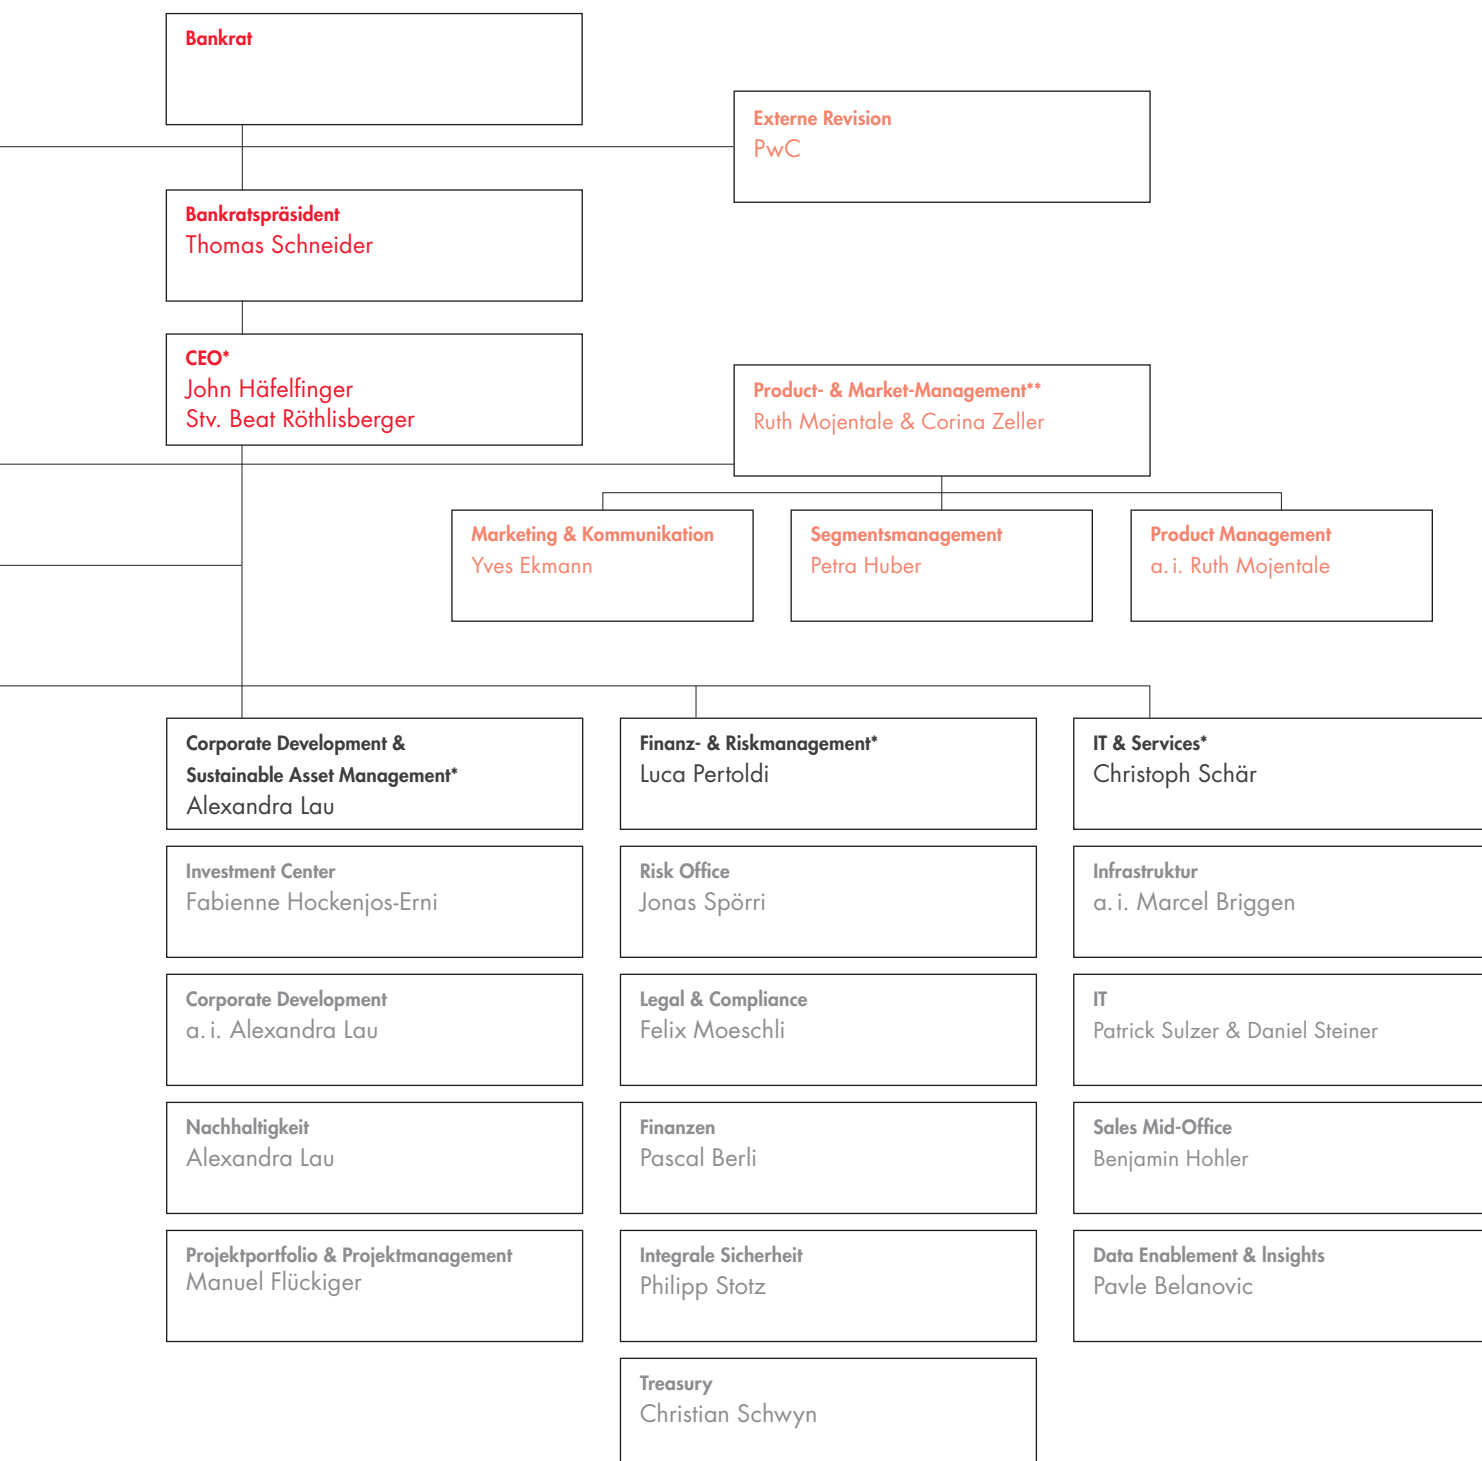 Bankrat
Externe Revision
PwC
Bankratspräsident
Thomas Schneider
CEO*
John Häfelfinger
Stv. Beat Röthlisberger
Product- & Market-Management**
Ruth Mojentale & Corina Zeller
Marketing & Kommunikation
Yves Ekmann
Segmentsmanagement
Petra Huber
Product Management
a. i. Ruth Mojentale
Corporate Development &
Sustainable Asset Management*
Alexandra Lau
Investment Center
Fabienne Hockenjos-Erni
Corporate Development
a. i. Alexandra Lau
Nachhaltigkeit
Alexandra Lau
Projektportfolio & Projektmanagement
Manuel Flückiger
Finanz- & Riskmanagement*
Luca Pertoldi
Risk Office
Jonas Spörri
Legal & Compliance
Felix Moeschli
Finanzen
Pascal Berli
Integrale Sicherheit
Philipp Stotz
Treasury
Christian Schwyn
IT & Services*
Christoph Schär
Infrastruktur
a. i. Marcel Briggen
IT
Patrick Sulzer & Daniel Steiner
Sales Mid-Office
Benjamin Hohler
Data Enablement & Insights
Pavle Belanovic